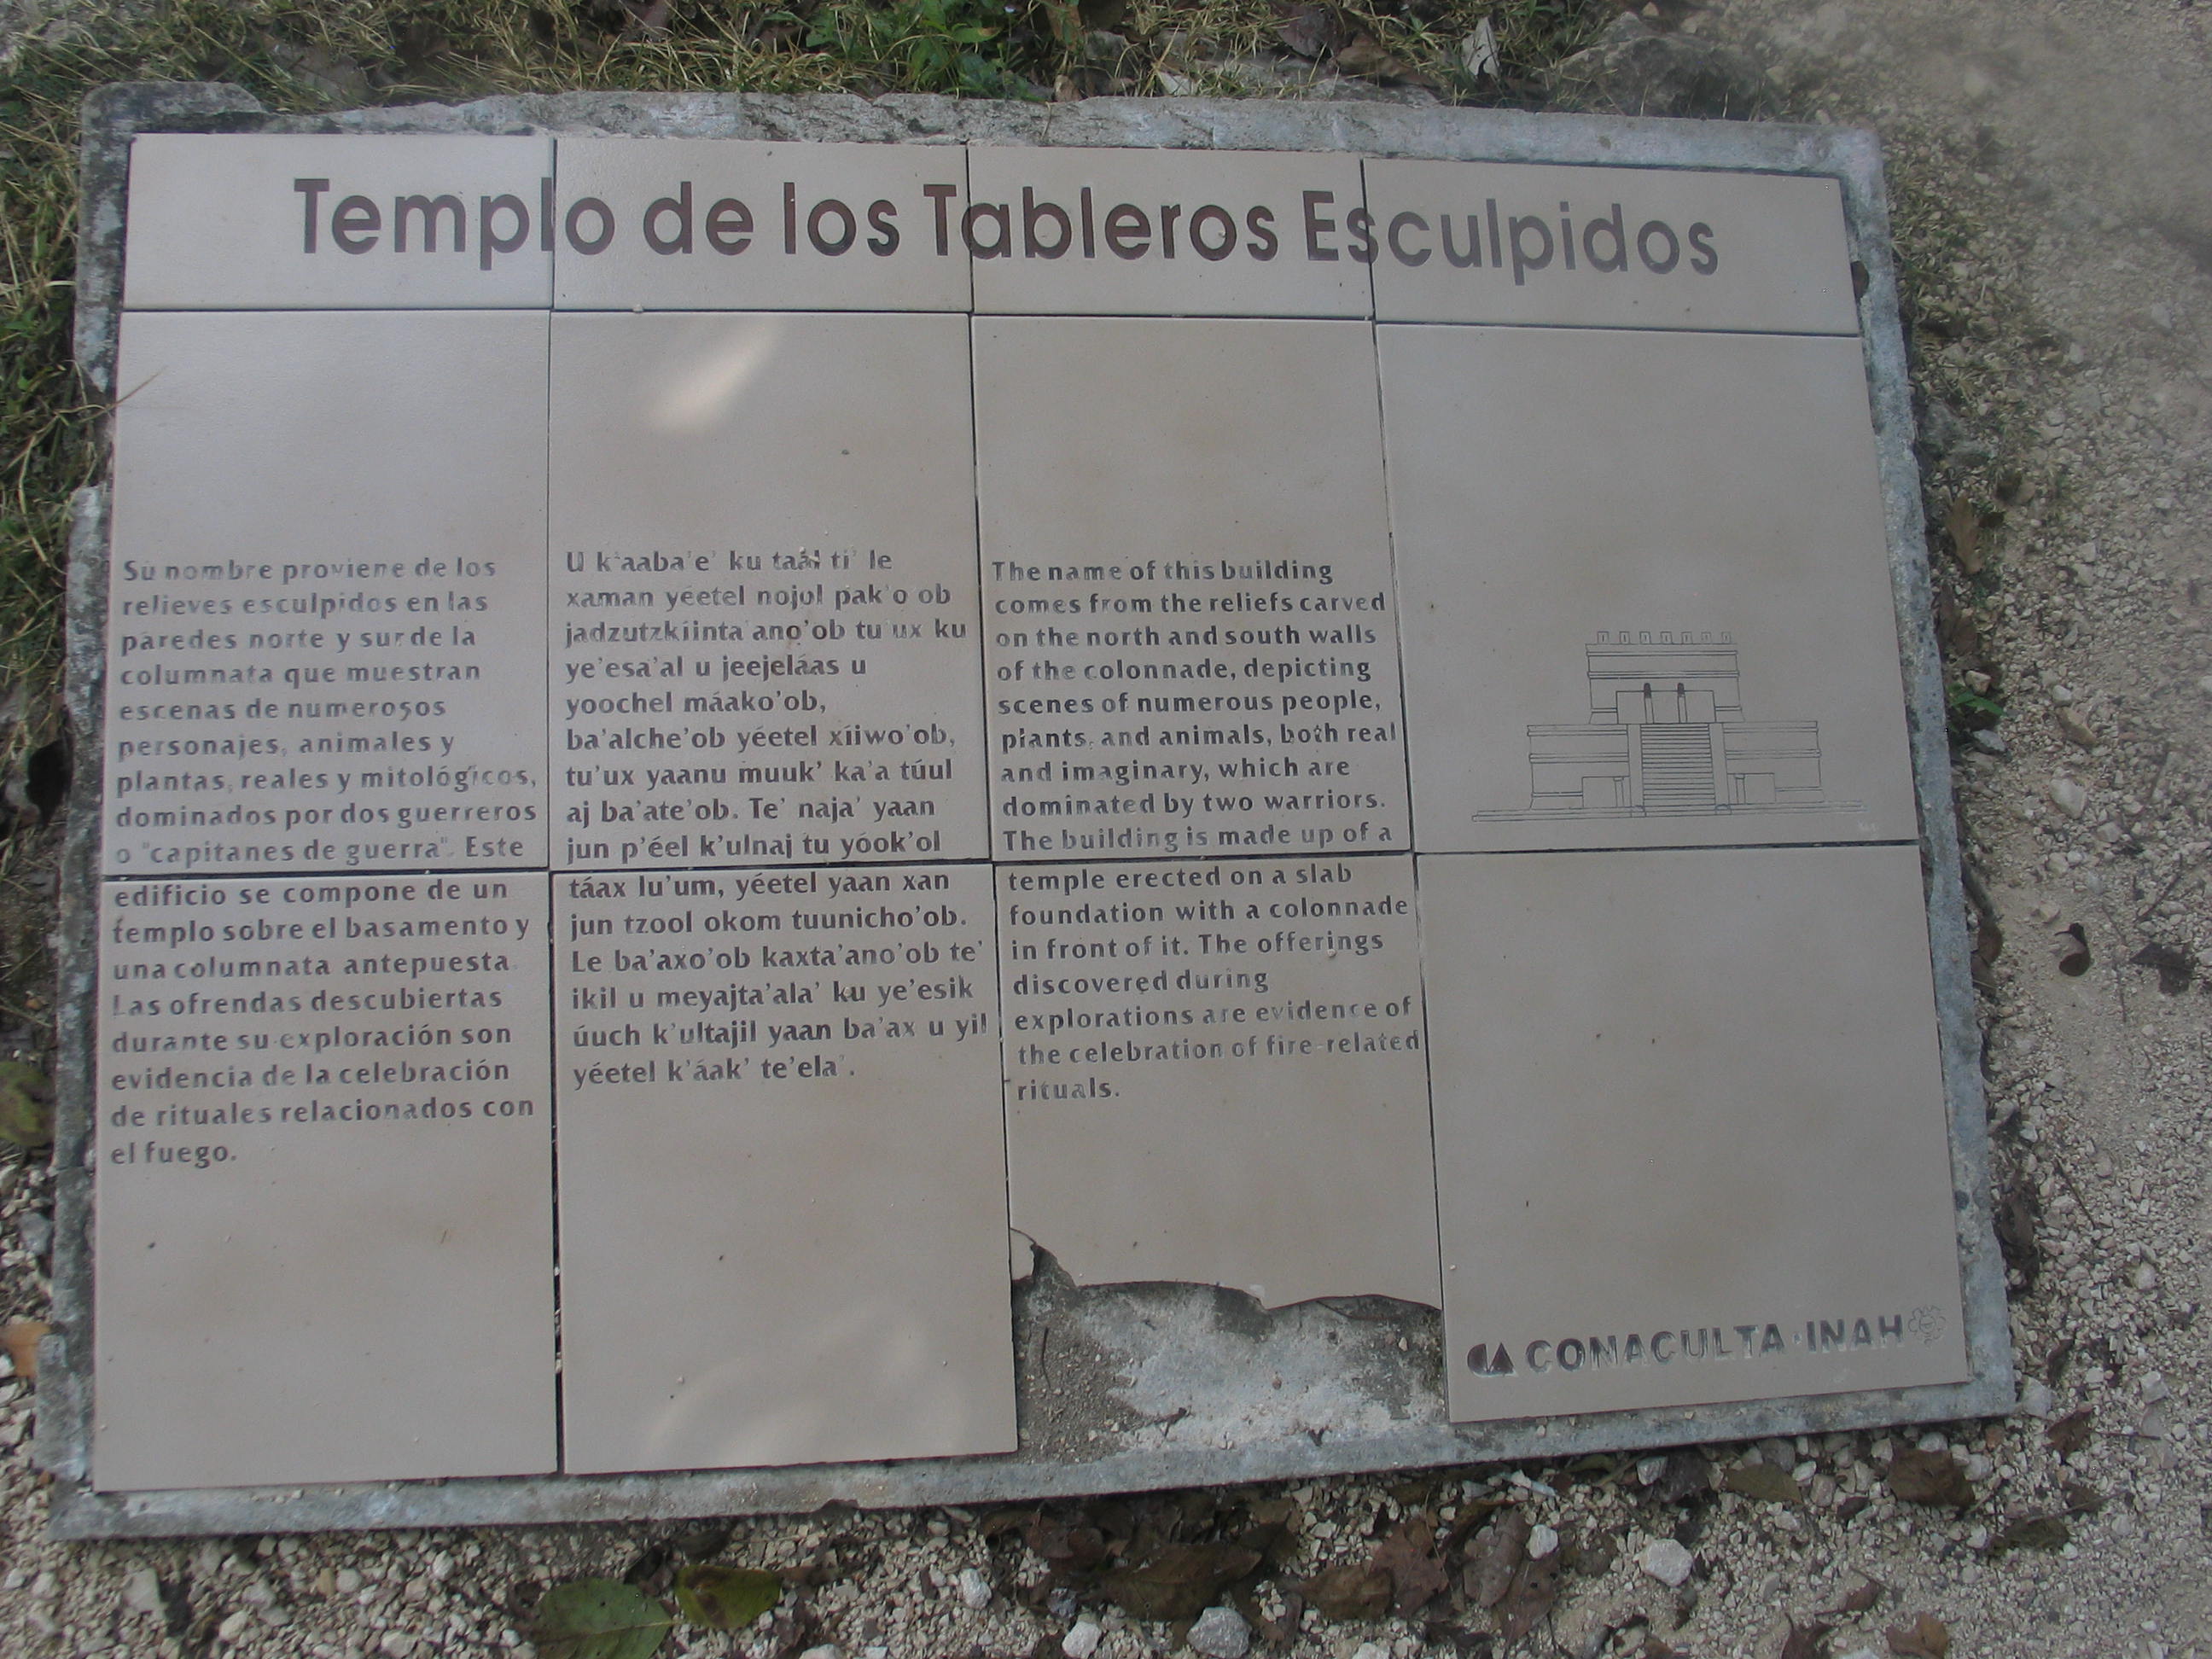 Templo de los Tableros Esculpidos
Su nombre proviene de los
relieves esculpidos en las
paredes norte y sur de la
columnata que muestran
escenas de numerosos
personajes, animales y
plantas, reales y mitológicos,
dominados por dos guerreros
o "capitanes de guerra". Este
edificio se compone de un
templo sobre el basamento y
una columnata antepuesta
Las ofrendas descubiertas
durante su exploración son
evidencia de la celebración
de rituales relacionados con
el fuego.
U k'aaba'e' ku taal ti' le
xaman yéetel nojol pak'o'ob
jadzutzkíinta'ano'ob tu'ux ku
ye'esa'al u jeejeláas u
yoochel máako'ob,
ba'alche'ob yéetel xíiwo'ob,
tu'ux yaanu muuk' ka'a túul
aj ba'ate'ob. Te' naja' yaan
jun p'éel k'ulnaj tu yóok'ol
táax lu'um, yéetel yaan xan
jun tzool okom tuunicho'ob.
Le ba'axo'ob kaxta'ano'ob te'
ikil u meyajta'ala' ku ye'esik
úuch k'ultajil yaan ba'ax u yil
yéetel k'áak' te'ela'.
The name of this building
comes from the reliefs carved
on the north and south walls
of the colonnade, depicting
scenes of numerous people,
plants, and animals, both real
and imaginary, which are
dominated by two warriors.
The building is made up of a
temple erected on a slab
foundation with a colonnade
in front of it. The offerings
discovered during
explorations are evidence of
the celebration of fire-related
rituals.
CONACULTA·INAH